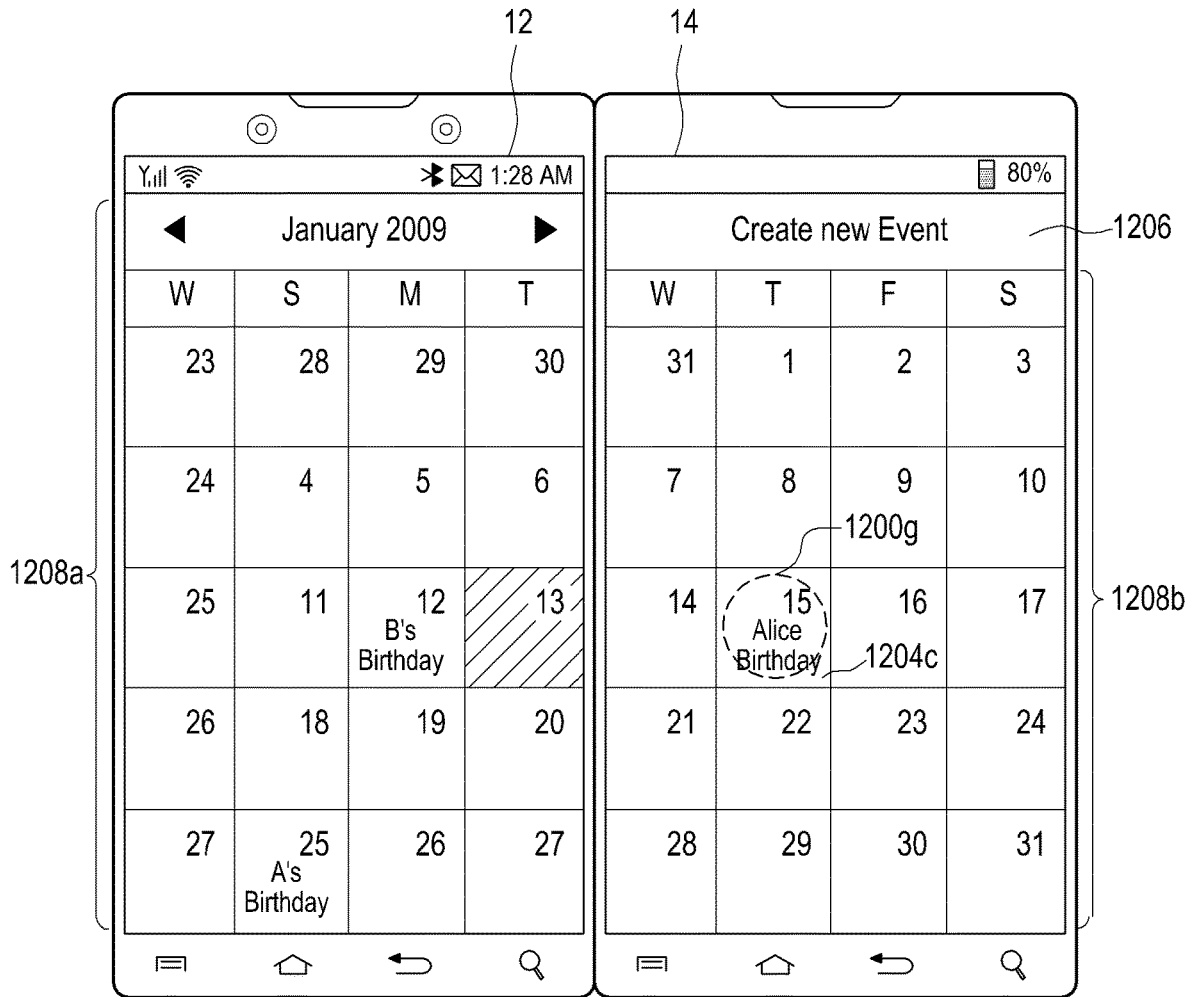 12 14
1:28 AM 80%
January 2009 Create new Event 1206
W S M T W T F S
23 28 29 30 31 1 2 3
24 4 5 6 7 8 9 10
1200g
1208a 1208b
25 11 12 13 14 15 16 17
B's Alice
Birthday Birthday 1204c
26 18 19 20 21 22 23 24
27 25 26 27 28 29 30 31
A's
Birthday